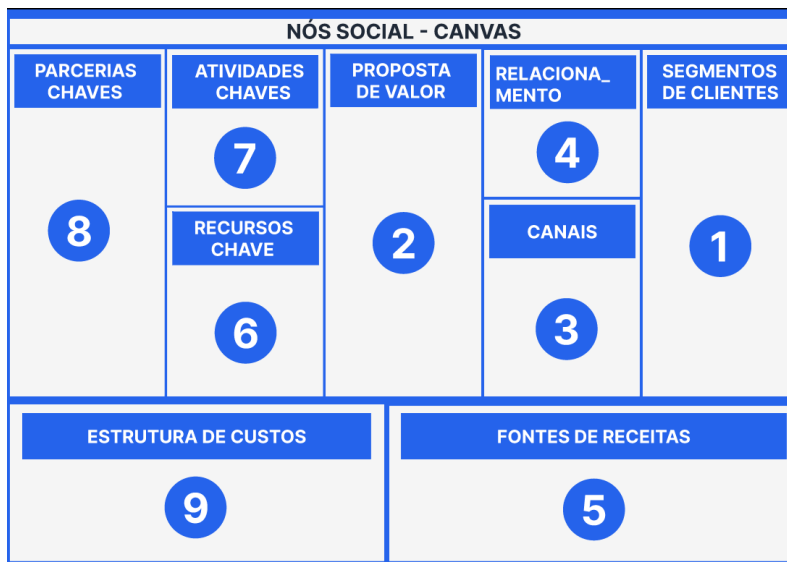 NÓS SOCIAL - CANVAS
PARCERIAS
CHAVES
8
ATIVIDADES
CHAVES
7
RECURSOS
CHAVE
6
PROPOSTA
DE VALOR
2
RELACIONA_
MENTO
4
CANAIS
3
SEGMENTOS
DE CLIENTES
1
ESTRUTURA DE CUSTOS
9
FONTES DE RECEITAS
5